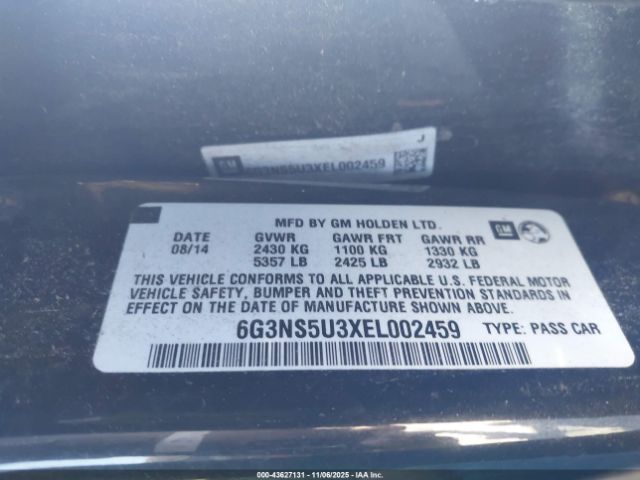 J
GM
6G3NS5U3XEL002459
MFD BY GM HOLDEN LTD.
GM
DATE GVWR GAWR FRT GAWR RR
08/14 2430 KG 1100 KG 1330 KG
5357 LB 2425 LB 2932 LB
THIS VEHICLE CONFORMS TO ALL APPLICABLE U.S. FEDERAL MOTOR
VEHICLE SAFETY, BUMPER AND THEFT PREVENTION STANDARDS
IN EFFECT ON THE DATE OF MANUFACTURE SHOWN ABOVE.
6G3NS5U3XEL002459 TYPE: PASS CAR
000-43627131 - 11/06/2025 - IAA Inc.